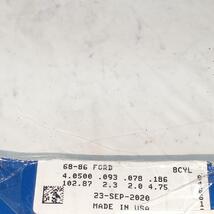 68-86 FORD 8CYL
4.0500 .093 .078 .186
102.87 2.3 2.0 4.75
23-SEP-2020
MADE IN USA